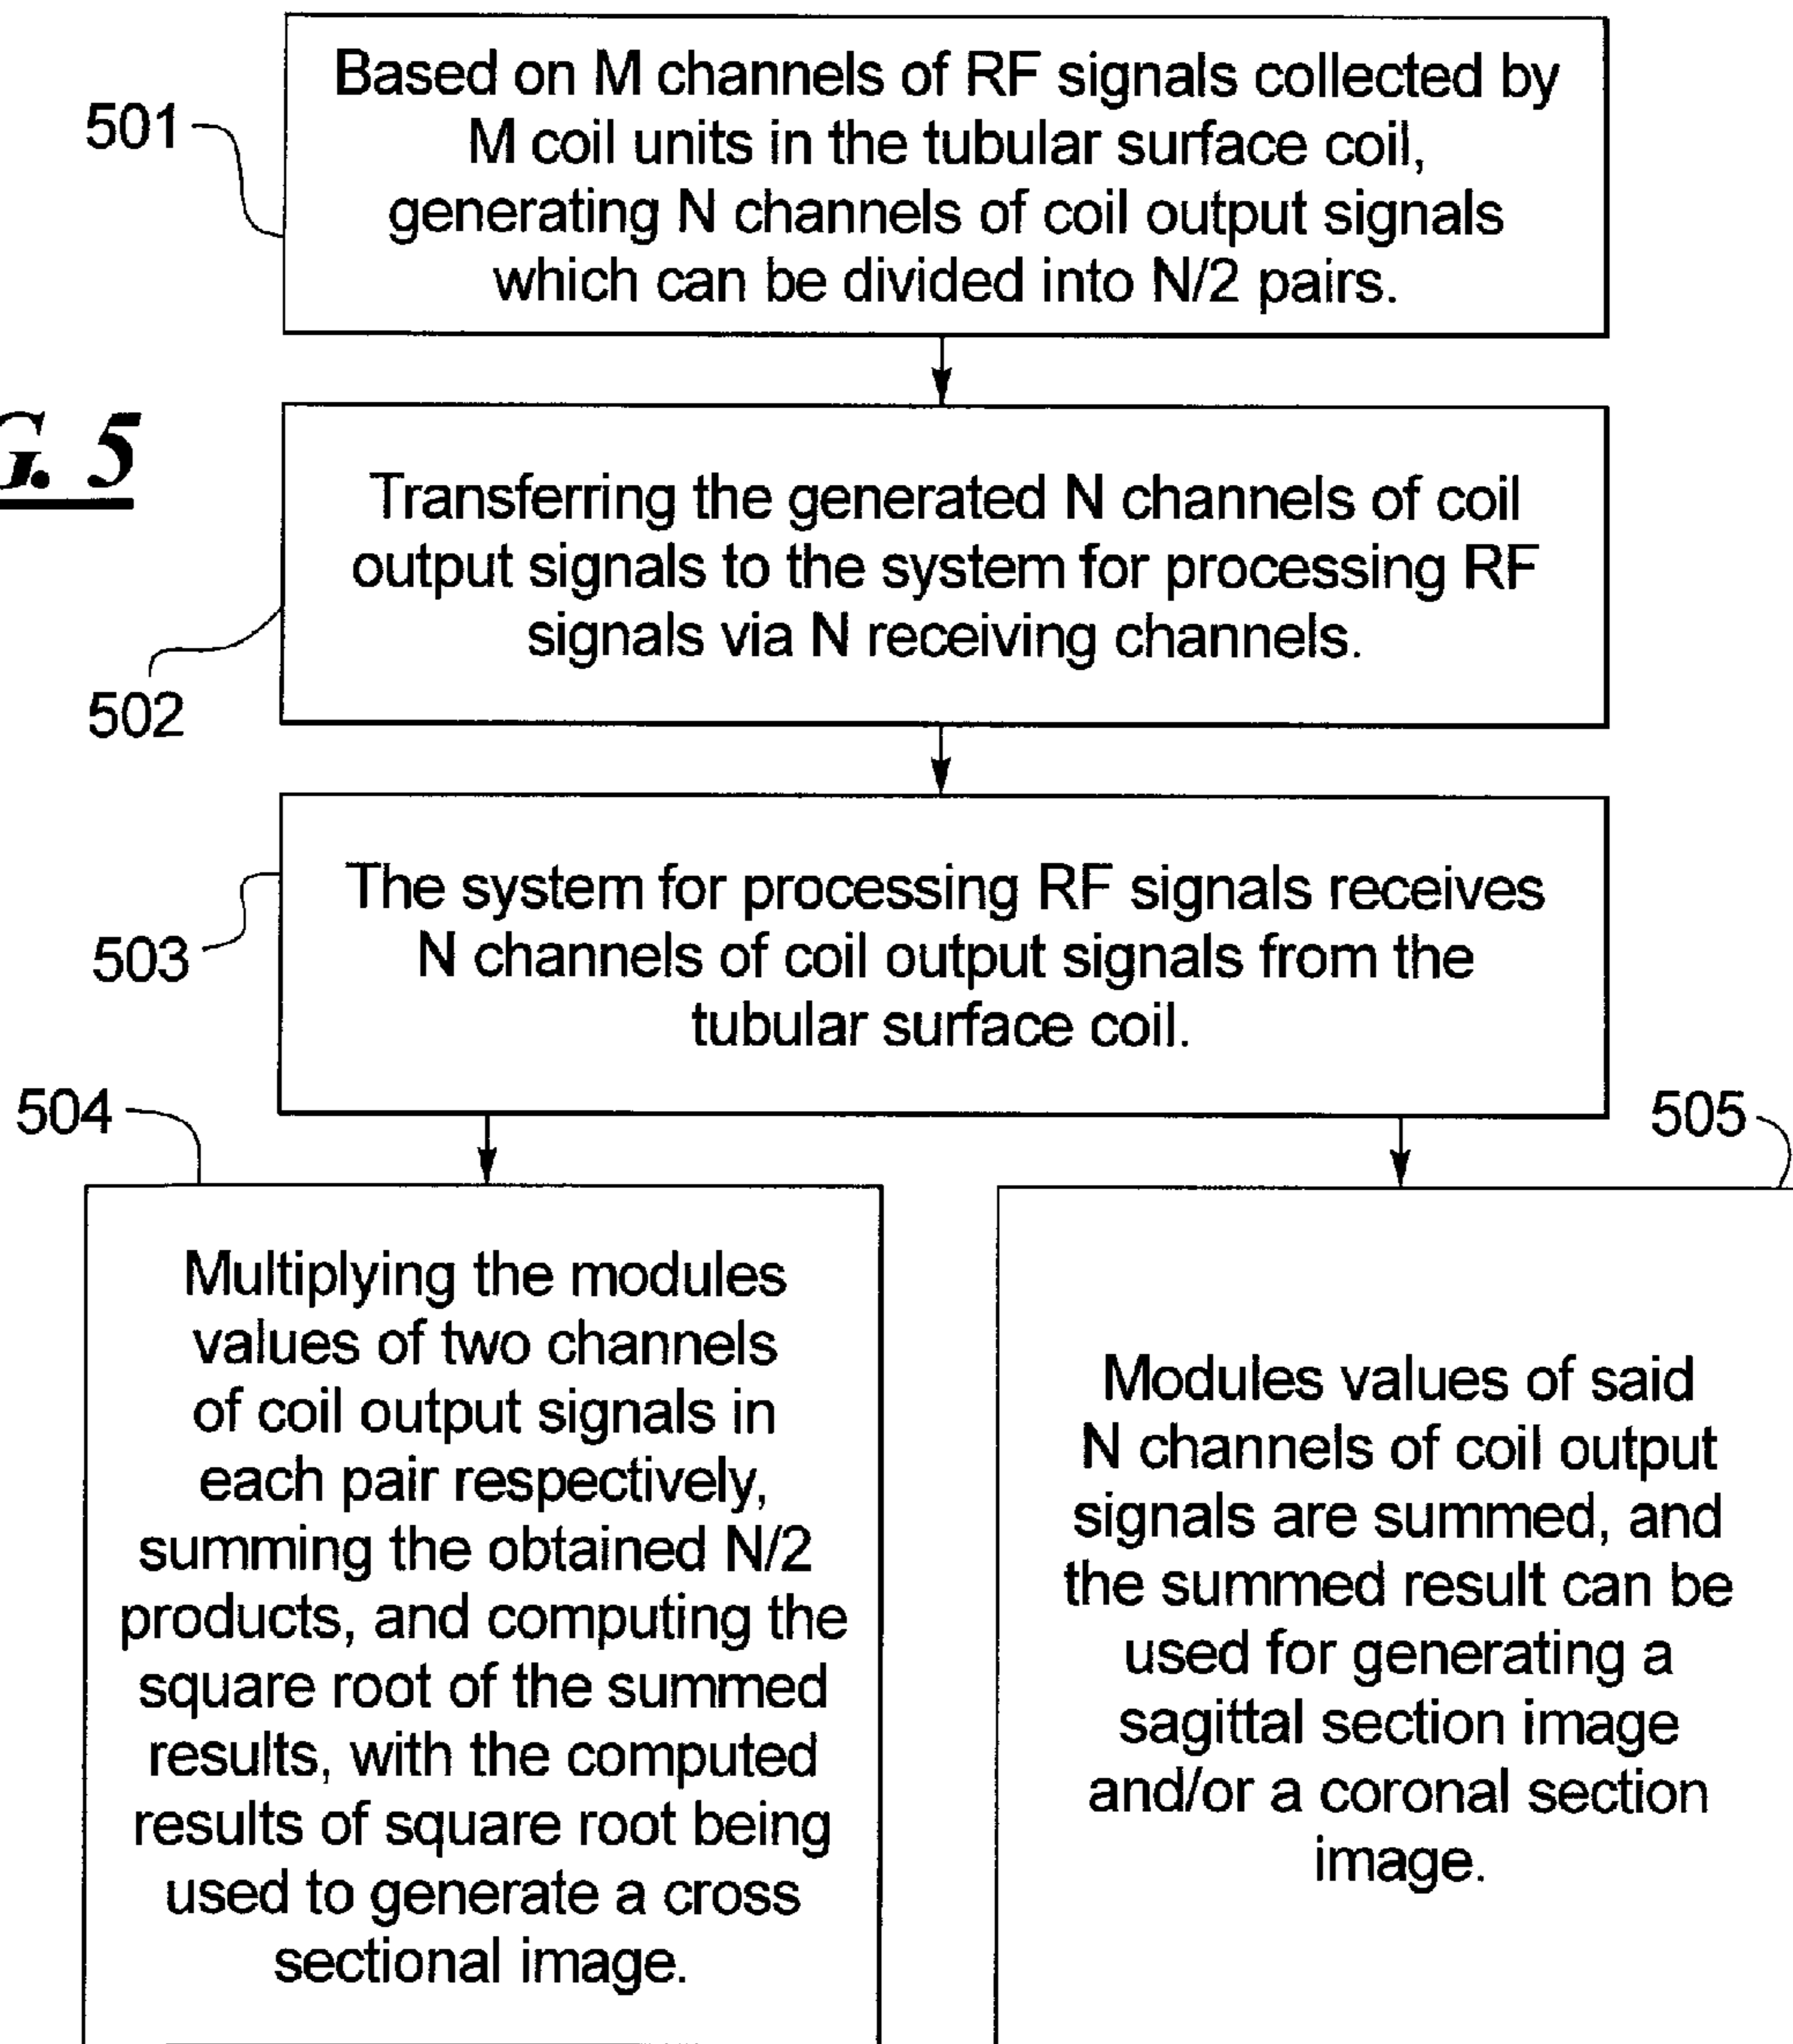 501
Based on M channels of RF signals collected by
M coil units in the tubular surface coil,
generating N channels of coil output signals
which can be divided into N/2 pairs.
G. 5
502
Transferring the generated N channels of coil
output signals to the system for processing RF
signals via N receiving channels.
503
The system for processing RF signals receives
N channels of coil output signals from the
tubular surface coil.
504
Multiplying the modules
values of two channels
of coil output signals in
each pair respectively,
summing the obtained N/2
products, and computing the
square root of the summed
results, with the computed
results of square root being
used to generate a cross
sectional image.
505
Modules values of said
N channels of coil output
signals are summed, and
the summed result can be
used for generating a
sagittal section image
and/or a coronal section
image.